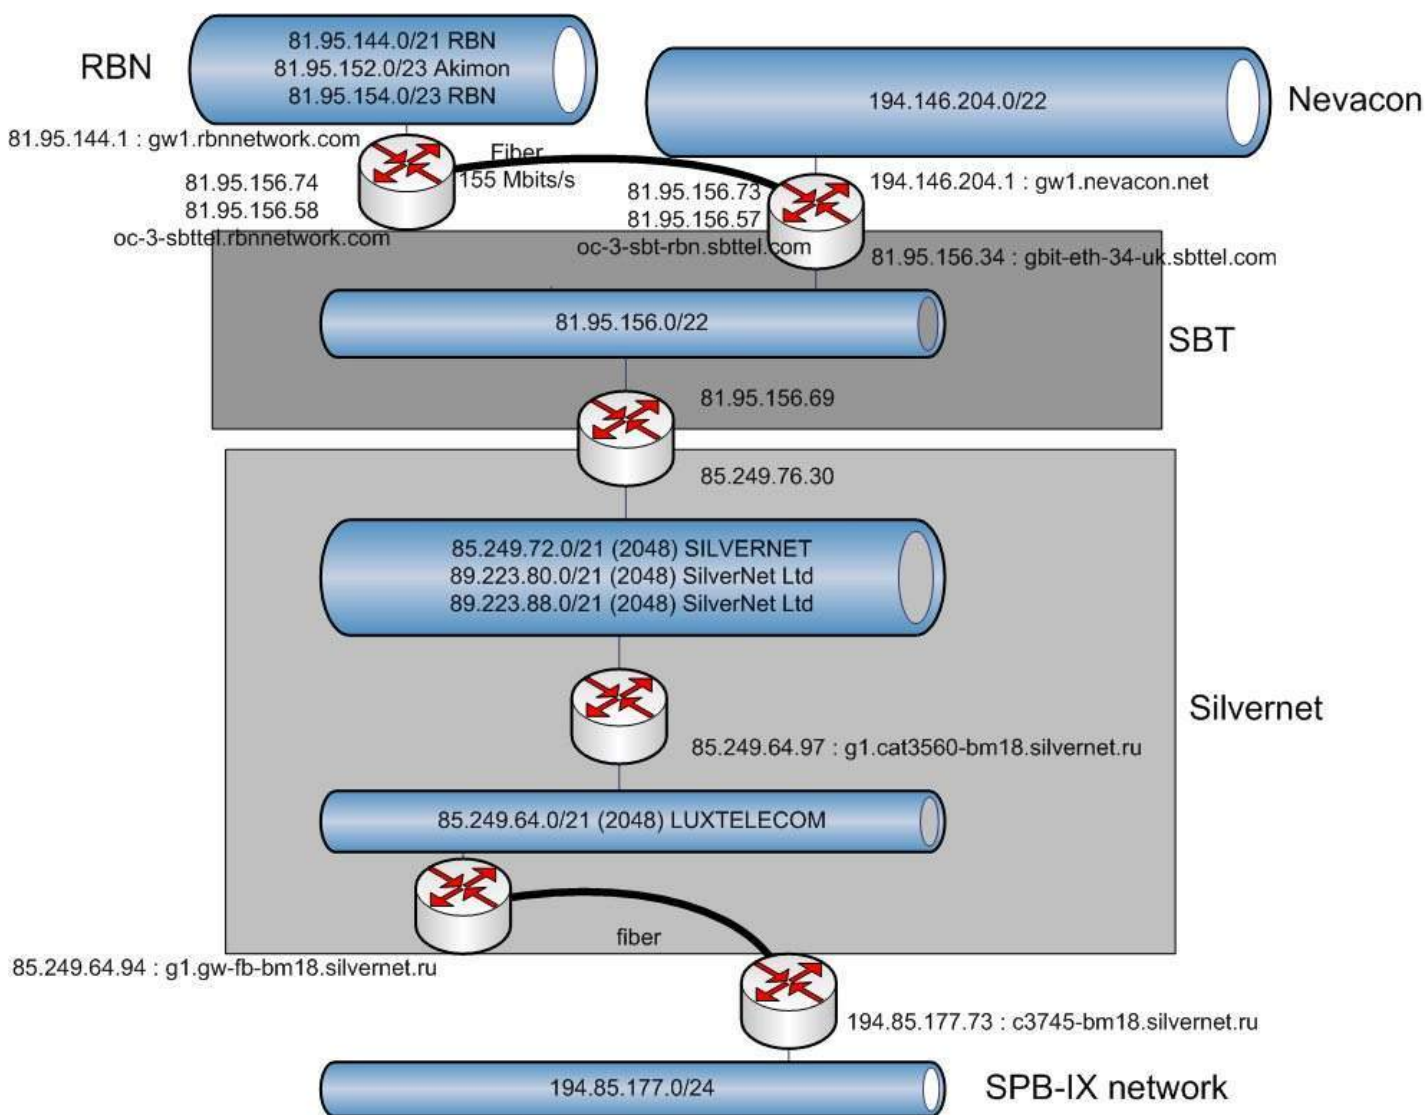 RBN
81.95.144.0/21 RBN
81.95.152.0/23 Akimon
81.95.154.0/23 RBN
194.146.204.0/22
Nevacon
81.95.144.1 : gw1.rbnnetwork.com
Fiber
155 Mbits/s
81.95.156.74
81.95.156.58
oc-3-sbttel.rbnnetwork.com
81.95.156.73
81.95.156.57
oc-3-sbt-rbn.sbttel.com
194.146.204.1 : gw1.nevacon.net
81.95.156.34 : gbit-eth-34-uk.sbttel.com
81.95.156.0/22
SBT
81.95.156.69
85.249.76.30
85.249.72.0/21 (2048) SILVERNET
89.223.80.0/21 (2048) SilverNet Ltd
89.223.88.0/21 (2048) SilverNet Ltd
Silvernet
85.249.64.97 : g1.cat3560-bm18.silvernet.ru
85.249.64.0/21 (2048) LUXTELECOM
fiber
85.249.64.94 : g1.gw-fb-bm18.silvernet.ru
194.85.177.73 : c3745-bm18.silvernet.ru
194.85.177.0/24
SPB-IX network